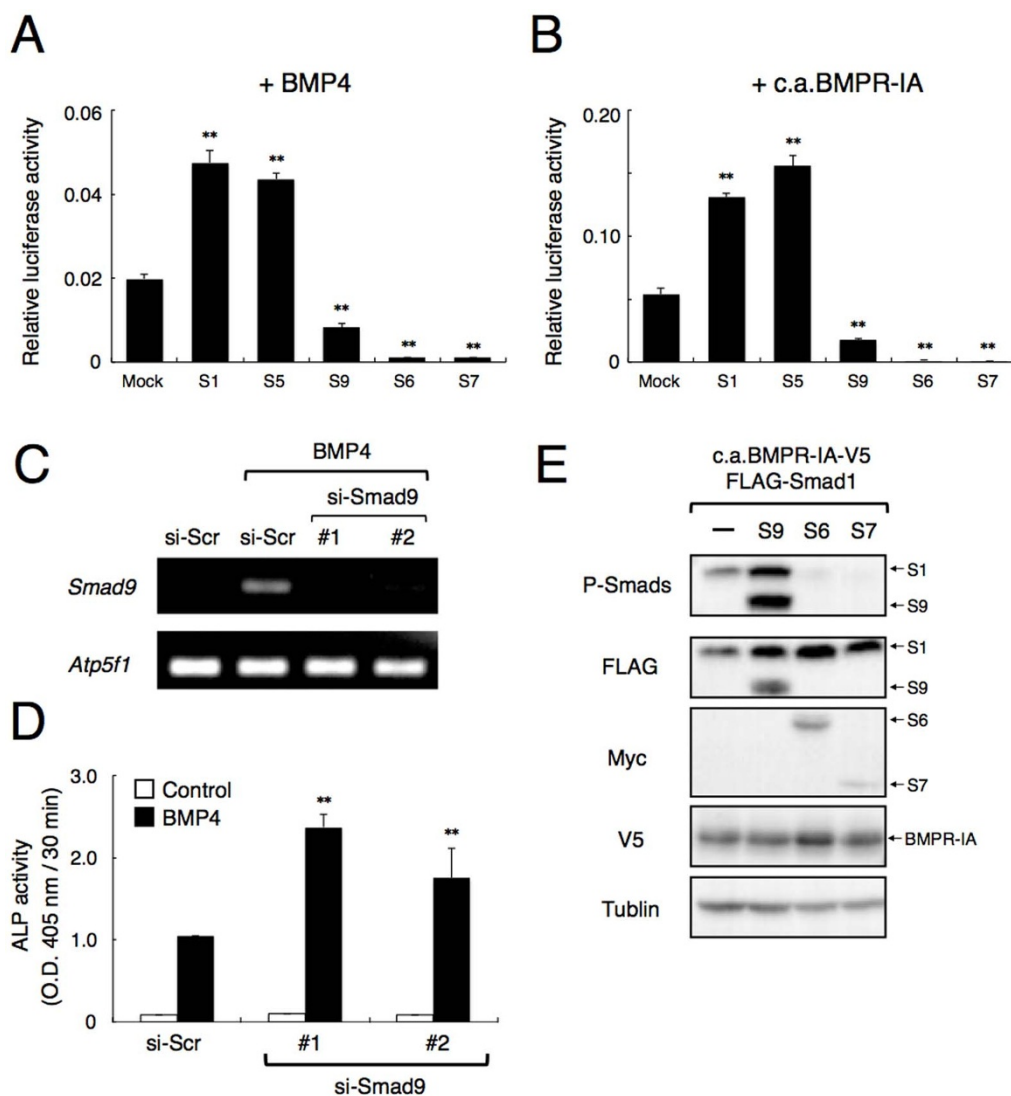 A
+ BMP4
Relative luciferase activity
0.06
0.04
0.02
0
** ** ** ** **
Mock S1 S5 S9 S6 S7
B
+ c.a.BMPR-IA
Relative luciferase activity
0.20
0.10
0
** ** ** ** **
Mock S1 S5 S9 S6 S7
C
BMP4
si-Smad9
si-Scr si-Scr #1 #2
Smad9
Atp5f1
D
ALP activity
(O.D. 405 nm / 30 min)
3.0
2.0
1.0
0
Control
BMP4
** **
si-Scr #1 #2
si-Smad9
E
c.a.BMPR-IA-V5
FLAG-Smad1
— S9 S6 S7
P-Smads
S1
S9
FLAG
S1
S9
Myc
S6
S7
V5
BMPR-IA
Tublin